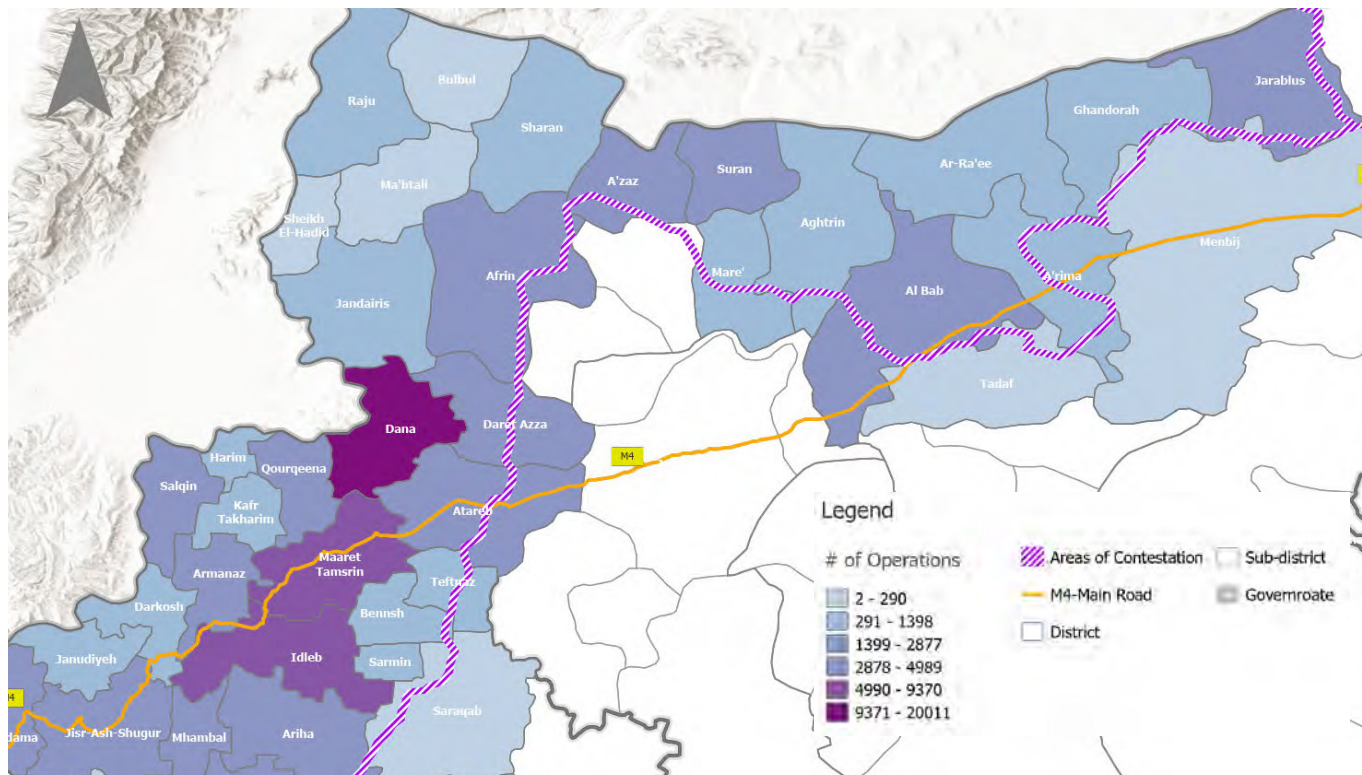 Bulbul
Raju
Sharan
Jarablus
Ghandorah
Ar-Ra'ee
Suran
A'zaz
Ma'btali
Aghtrin
Sheikh
El-Hadid
Menbij
Afrin
Mare'
A'rima
Al Bab
Jandairis
Tadaf
Dana
Daret Azza
M4
Harim
Qourqeena
Salqin
Kafr
Takharim
Atareb
Maaret
Tamsrin
Armanaz
Teftnaz
Darkosh
Bennsh
Janudiyeh
Idleb
Sarmin
Saraqab
Jisr-Ash-Shugur
Mhambal
Ariha
Legend
# of Operations
2 - 290
291 - 1398
1399 - 2877
2878 - 4989
4990 - 9370
9371 - 20011
Areas of Contestation
M4-Main Road
District
Sub-district
Governroate